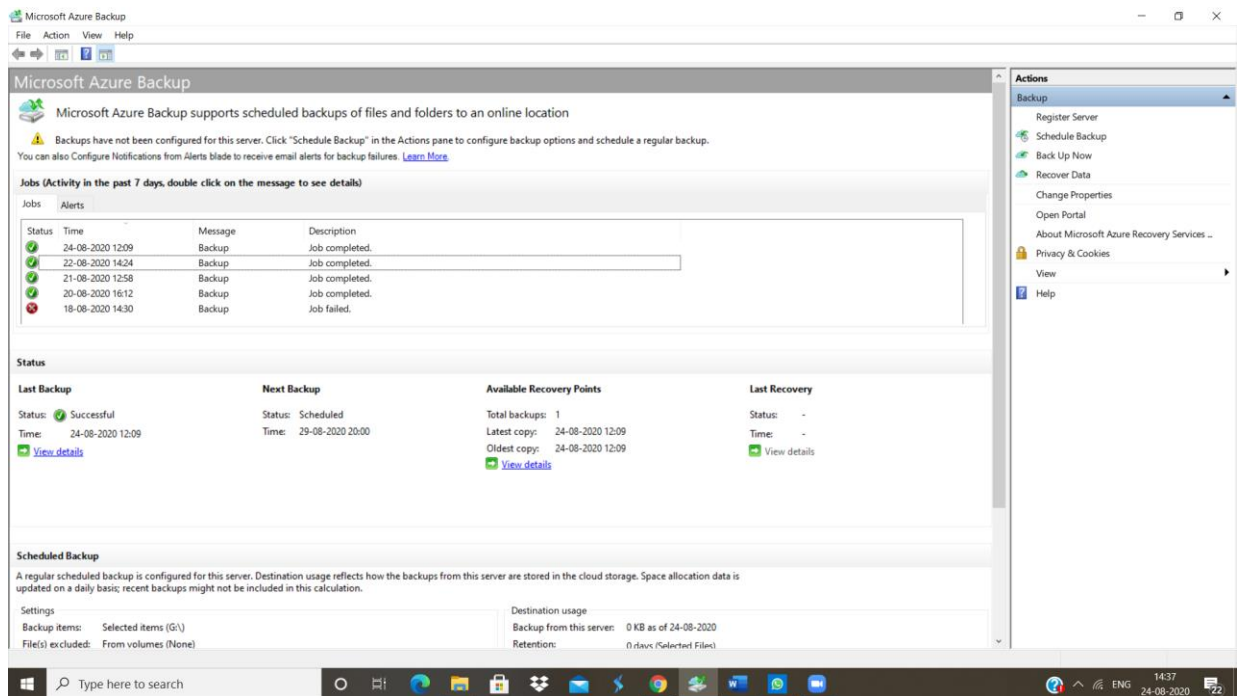 Microsoft Azure Backup
File Action View Help
Microsoft Azure Backup
Microsoft Azure Backup supports scheduled backups of files and folders to an online location
Backups have not been configured for this server. Click "Schedule Backup" in the Actions pane to configure backup options and schedule a regular backup.
You can also Configure Notifications from Alerts blade to receive email alerts for backup failures. Learn More.
Jobs (Activity in the past 7 days, double click on the message to see details)
Jobs Alerts
Status Time Message Description
24-08-2020 12:09 Backup Job completed.
22-08-2020 14:24 Backup Job completed.
21-08-2020 12:58 Backup Job completed.
20-08-2020 16:12 Backup Job completed.
18-08-2020 14:30 Backup Job failed.
Status
Last Backup Next Backup Available Recovery Points Last Recovery
Status: Successful Status: Scheduled Total backups: 1 Status: -
Time: 24-08-2020 12:09 Time: 29-08-2020 20:00 Latest copy: 24-08-2020 12:09 Time: -
View details Oldest copy: 24-08-2020 12:09 View details
View details
Scheduled Backup
A regular scheduled backup is configured for this server. Destination usage reflects how the backups from this server are stored in the cloud storage. Space allocation data is
updated on a daily basis; recent backups might not be included in this calculation.
Settings Destination usage
Backup items: Selected items (G:\) Backup from this server: 0 KB as of 24-08-2020
File(s) excluded: From volumes (None) Retention: 0 days (Selected Files)
Actions
Backup
Register Server
Schedule Backup
Back Up Now
Recover Data
Change Properties
Open Portal
About Microsoft Azure Recovery Services ...
Privacy & Cookies
View
Help
Type here to search
ENG 14:37
24-08-2020
22